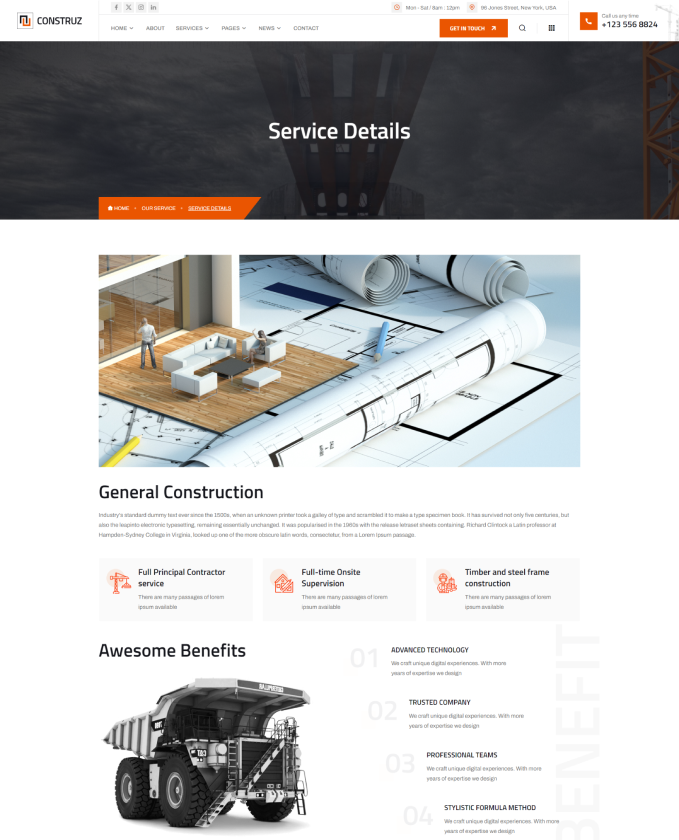 CONSTRUZ
Mon - Sat / 8am : 12pm
66 Jones Street, New York, USA
HOME
ABOUT
SERVICES
PAGES
NEWS
CONTACT
GET IN TOUCH
Call us any time
+123 556 8824
Service Details
HOME
OUR SERVICE
SERVICE DETAILS
General Construction
Industry's standard dummy text ever since the 1500s, when an unknown printer took a galley of type and scrambled it to make a type specimen book. It has survived not only five centuries, but
also the leapinto electronic typesetting, remaining essentially unchanged. It was popularised in the 1960s with the release letraset sheets containing. Richard Clintock a Latin professor at
Hampden-Sydney College in Virginia, looked up one of the more obscure latin words, consectetur, from a Lorem Ipsum passage.
Full Principal Contractor
service
There are many passages of lorem
ipsum available
Full-time Onsite
Supervision
There are many passages of lorem
ipsum available
Timber and steel frame
construction
There are many passages of lorem
ipsum available
Awesome Benefits
01
ADVANCED TECHNOLOGY
We craft unique digital experiences. With more
years of expertise we design
02
TRUSTED COMPANY
We craft unique digital experiences. With more
years of expertise we design
03
PROFESSIONAL TEAMS
We craft unique digital experiences. With more
years of expertise we design
04
STYLISTIC FORMULA METHOD
We craft unique digital experiences. With more
years of expertise we design
BENEFIT